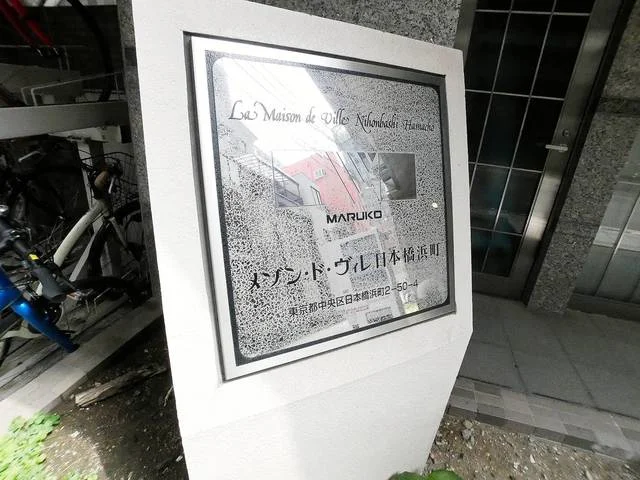 La Maison de Ville Nihonbashi Hamacho
MARUKO
メゾン・ド・ヴィレ日本橋浜町
東京都中央区日本橋浜町2-50-4